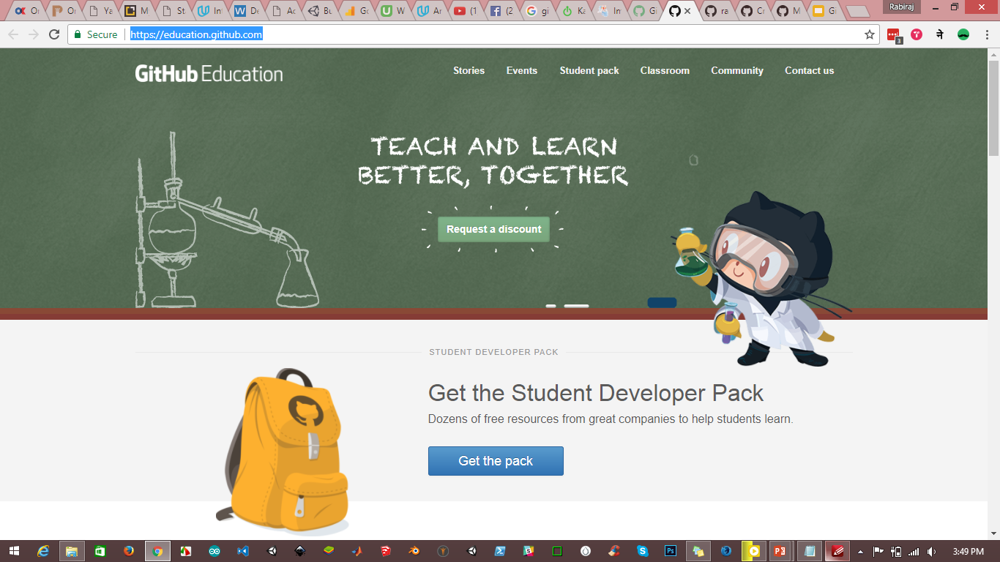 Or
Or
Ya
M
St
In
W De
Ac
Bu
Go
U W
U Ar
(1
(2
G gi
Ka
Im
Gi
ra
Cr
M
Gi
Rabiraj
Secure
https://education.github.com
3
ने
GitHub Education
Stories Events Student pack Classroom Community Contact us
TEACH AND LEARN
BETTER, TOGETHER
Request a discount
STUDENT DEVELOPER PACK
Get the Student Developer Pack
Dozens of free resources from great companies to help students learn.
Get the pack
3:49 PM